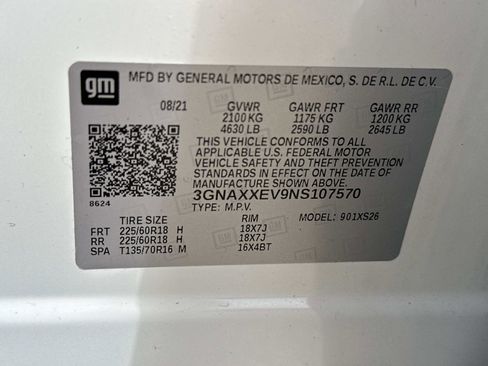 gm MFD BY GENERAL MOTORS DE MEXICO, S. DE R.L. DE C.V.
08/21 GVWR GAWR FRT GAWR RR
2100 KG 1175 KG 1200 KG
4630 LB 2590 LB 2645 LB
THIS VEHICLE CONFORMS TO ALL
APPLICABLE U.S. FEDERAL MOTOR
VEHICLE SAFETY AND THEFT PREVENTION
STANDARDS IN EFFECT ON THE DATE OF
MANUFACTURE SHOWN ABOVE.
8624 3GNAXXEV9NS107570
TYPE: M.P.V. MODEL: 901XS26
TIRE SIZE RIM
FRT 225/60R18 H 18X7J
RR 225/60R18 H 18X7J
SPA T135/70R16 M 16X4BT